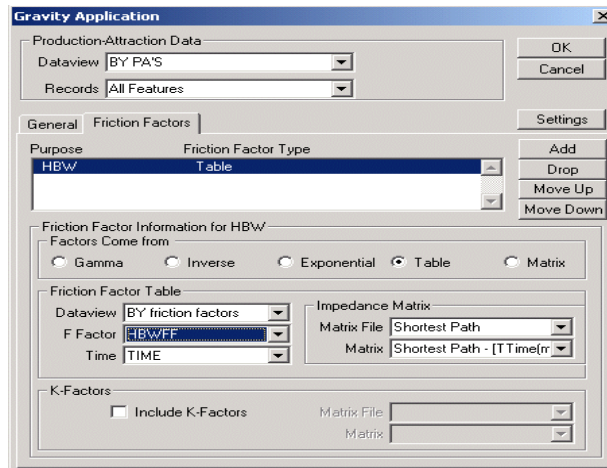 Gravity Application
Production-Attraction Data
Dataview BY PA'S
Records All Features
OK
Cancel
General Friction Factors
Settings
Purpose Friction Factor Type
HBW Table
Add
Drop
Move Up
Move Down
Friction Factor Information for HBW
Factors Come from
Gamma Inverse Exponential Table Matrix
Friction Factor Table
Dataview BY friction factors
F Factor HBWFF
Time TIME
Impedance Matrix
Matrix File Shortest Path
Matrix Shortest Path - [TTime(m
K-Factors
Include K-Factors
Matrix File
Matrix